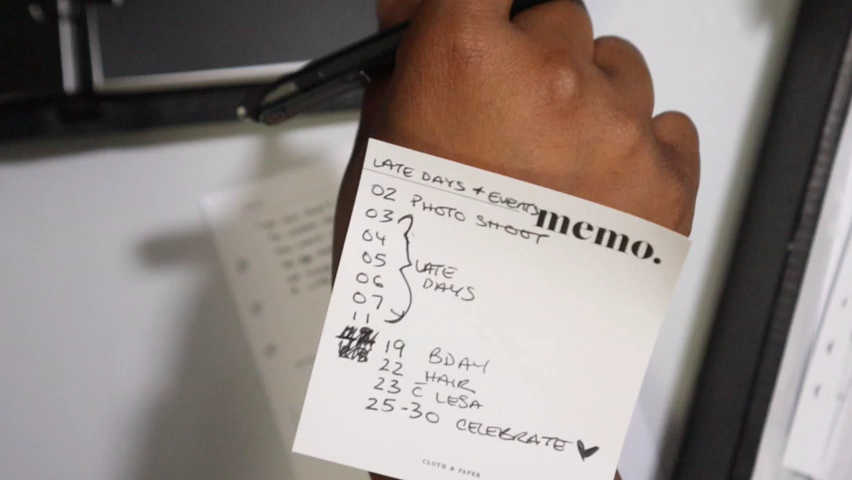 LATE DAYS + EVENTS
memo.
02 PHOTO SHOOT
03
04
05 LATE
06 DAYS
07
11
19 BDAY
22 HAIR
23 C LESA
25-30 CELEBRATE ♥
CLOTH & PAPER